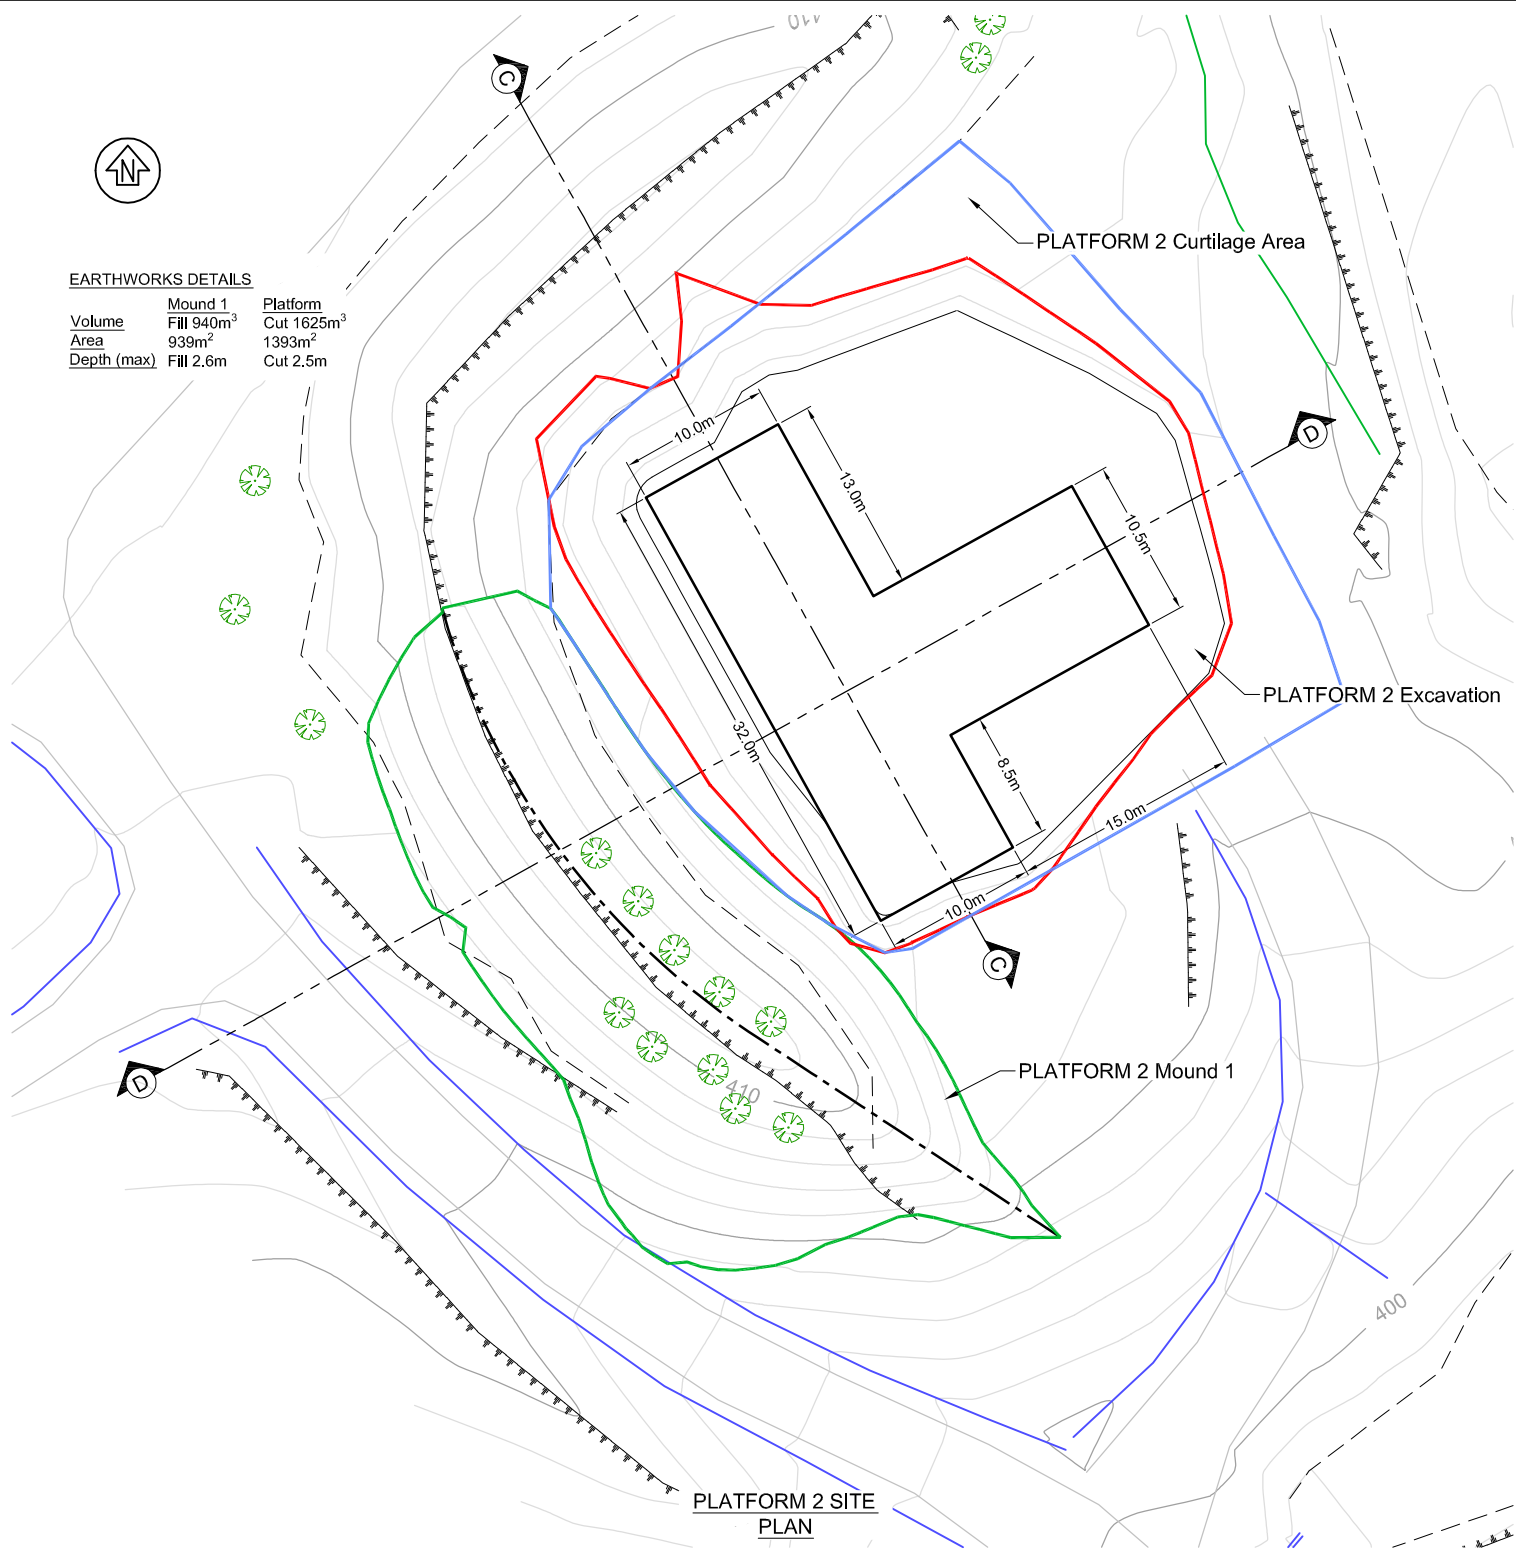 410
C
N
PLATFORM 2 Curtilage Area
EARTHWORKS DETAILS
Mound 1 Platform
Volume Fill 940m³ Cut 1625m³
Area 939m² 1393m²
Depth (max) Fill 2.6m Cut 2.5m
10.0m
D
13.0m
10.5m
PLATFORM 2 Excavation
32.0m
8.5m
15.0m
10.0m
C
PLATFORM 2 Mound 1
D
410
400
PLATFORM 2 SITE
PLAN